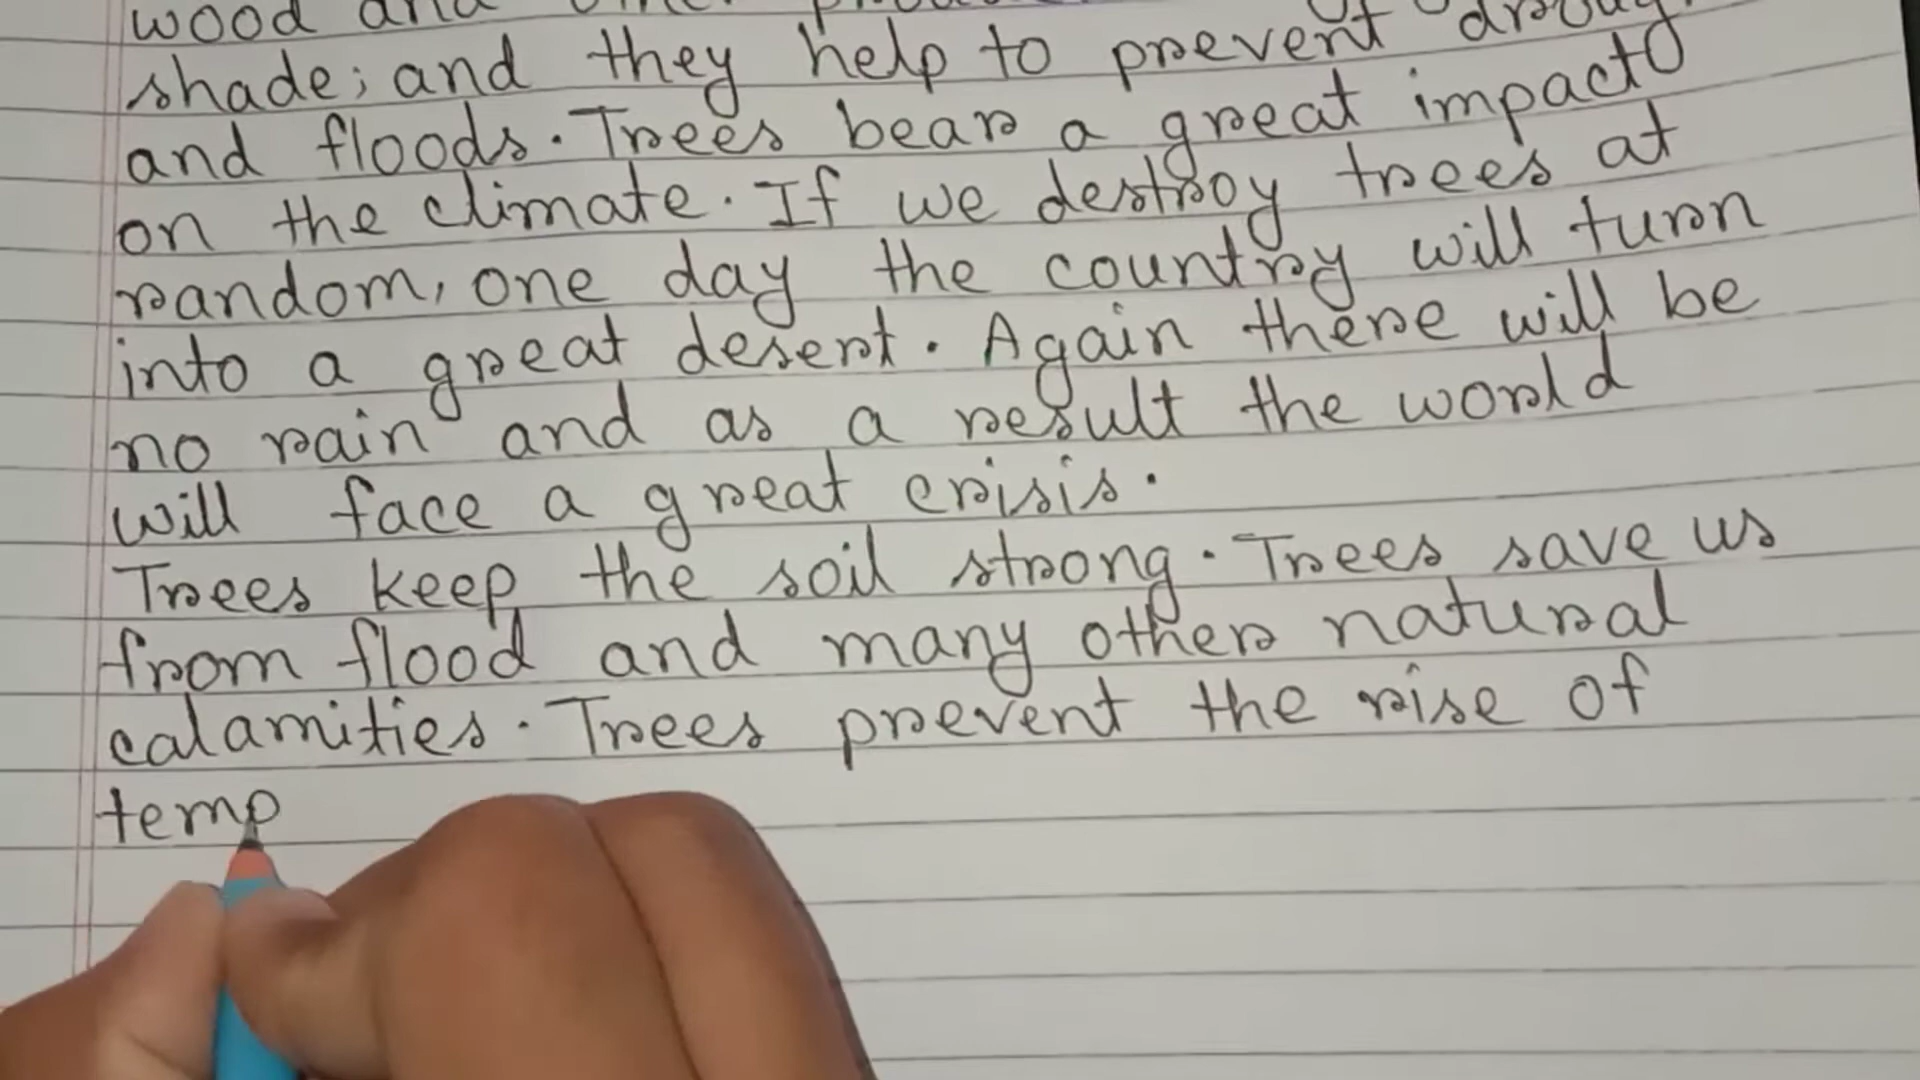 wood and other
shade; and they help to prevent
and floods. Trees bear a great impact
on the climate. If we destroy trees at
random, one day the country will turn
into a great desert. Again there will be
no rain and as a result the world
will face a great crisis.
Trees keep the soil strong. Trees save us
from flood and many other natural
calamities. Trees prevent the rise of
temp